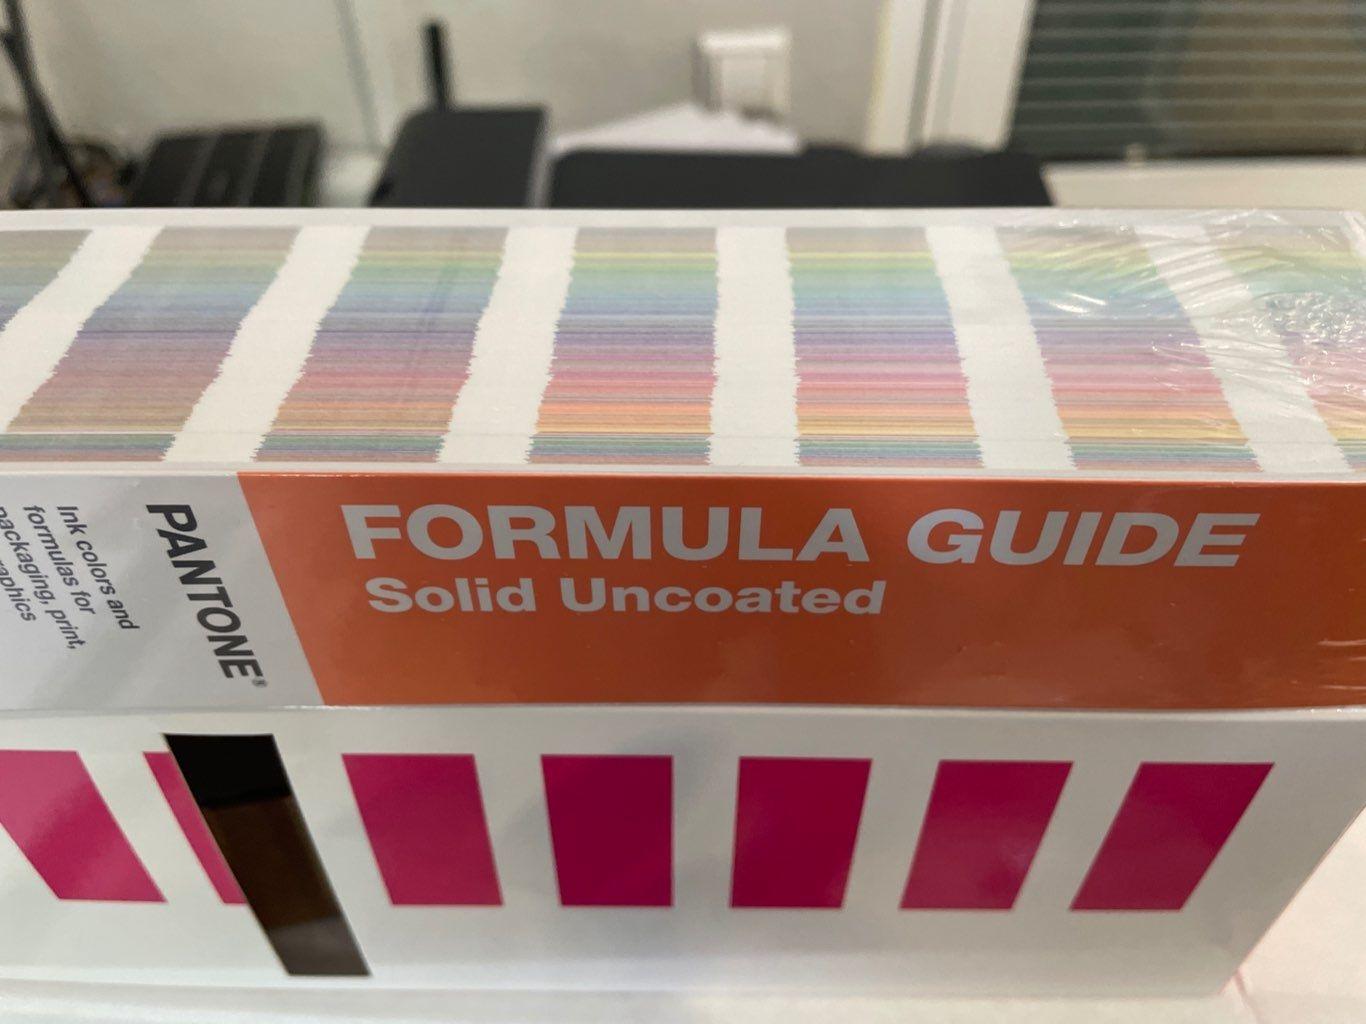 FORMULA GUIDE
Solid Uncoated
PANTONE®
Ink colors and
formulas for
packaging, print,